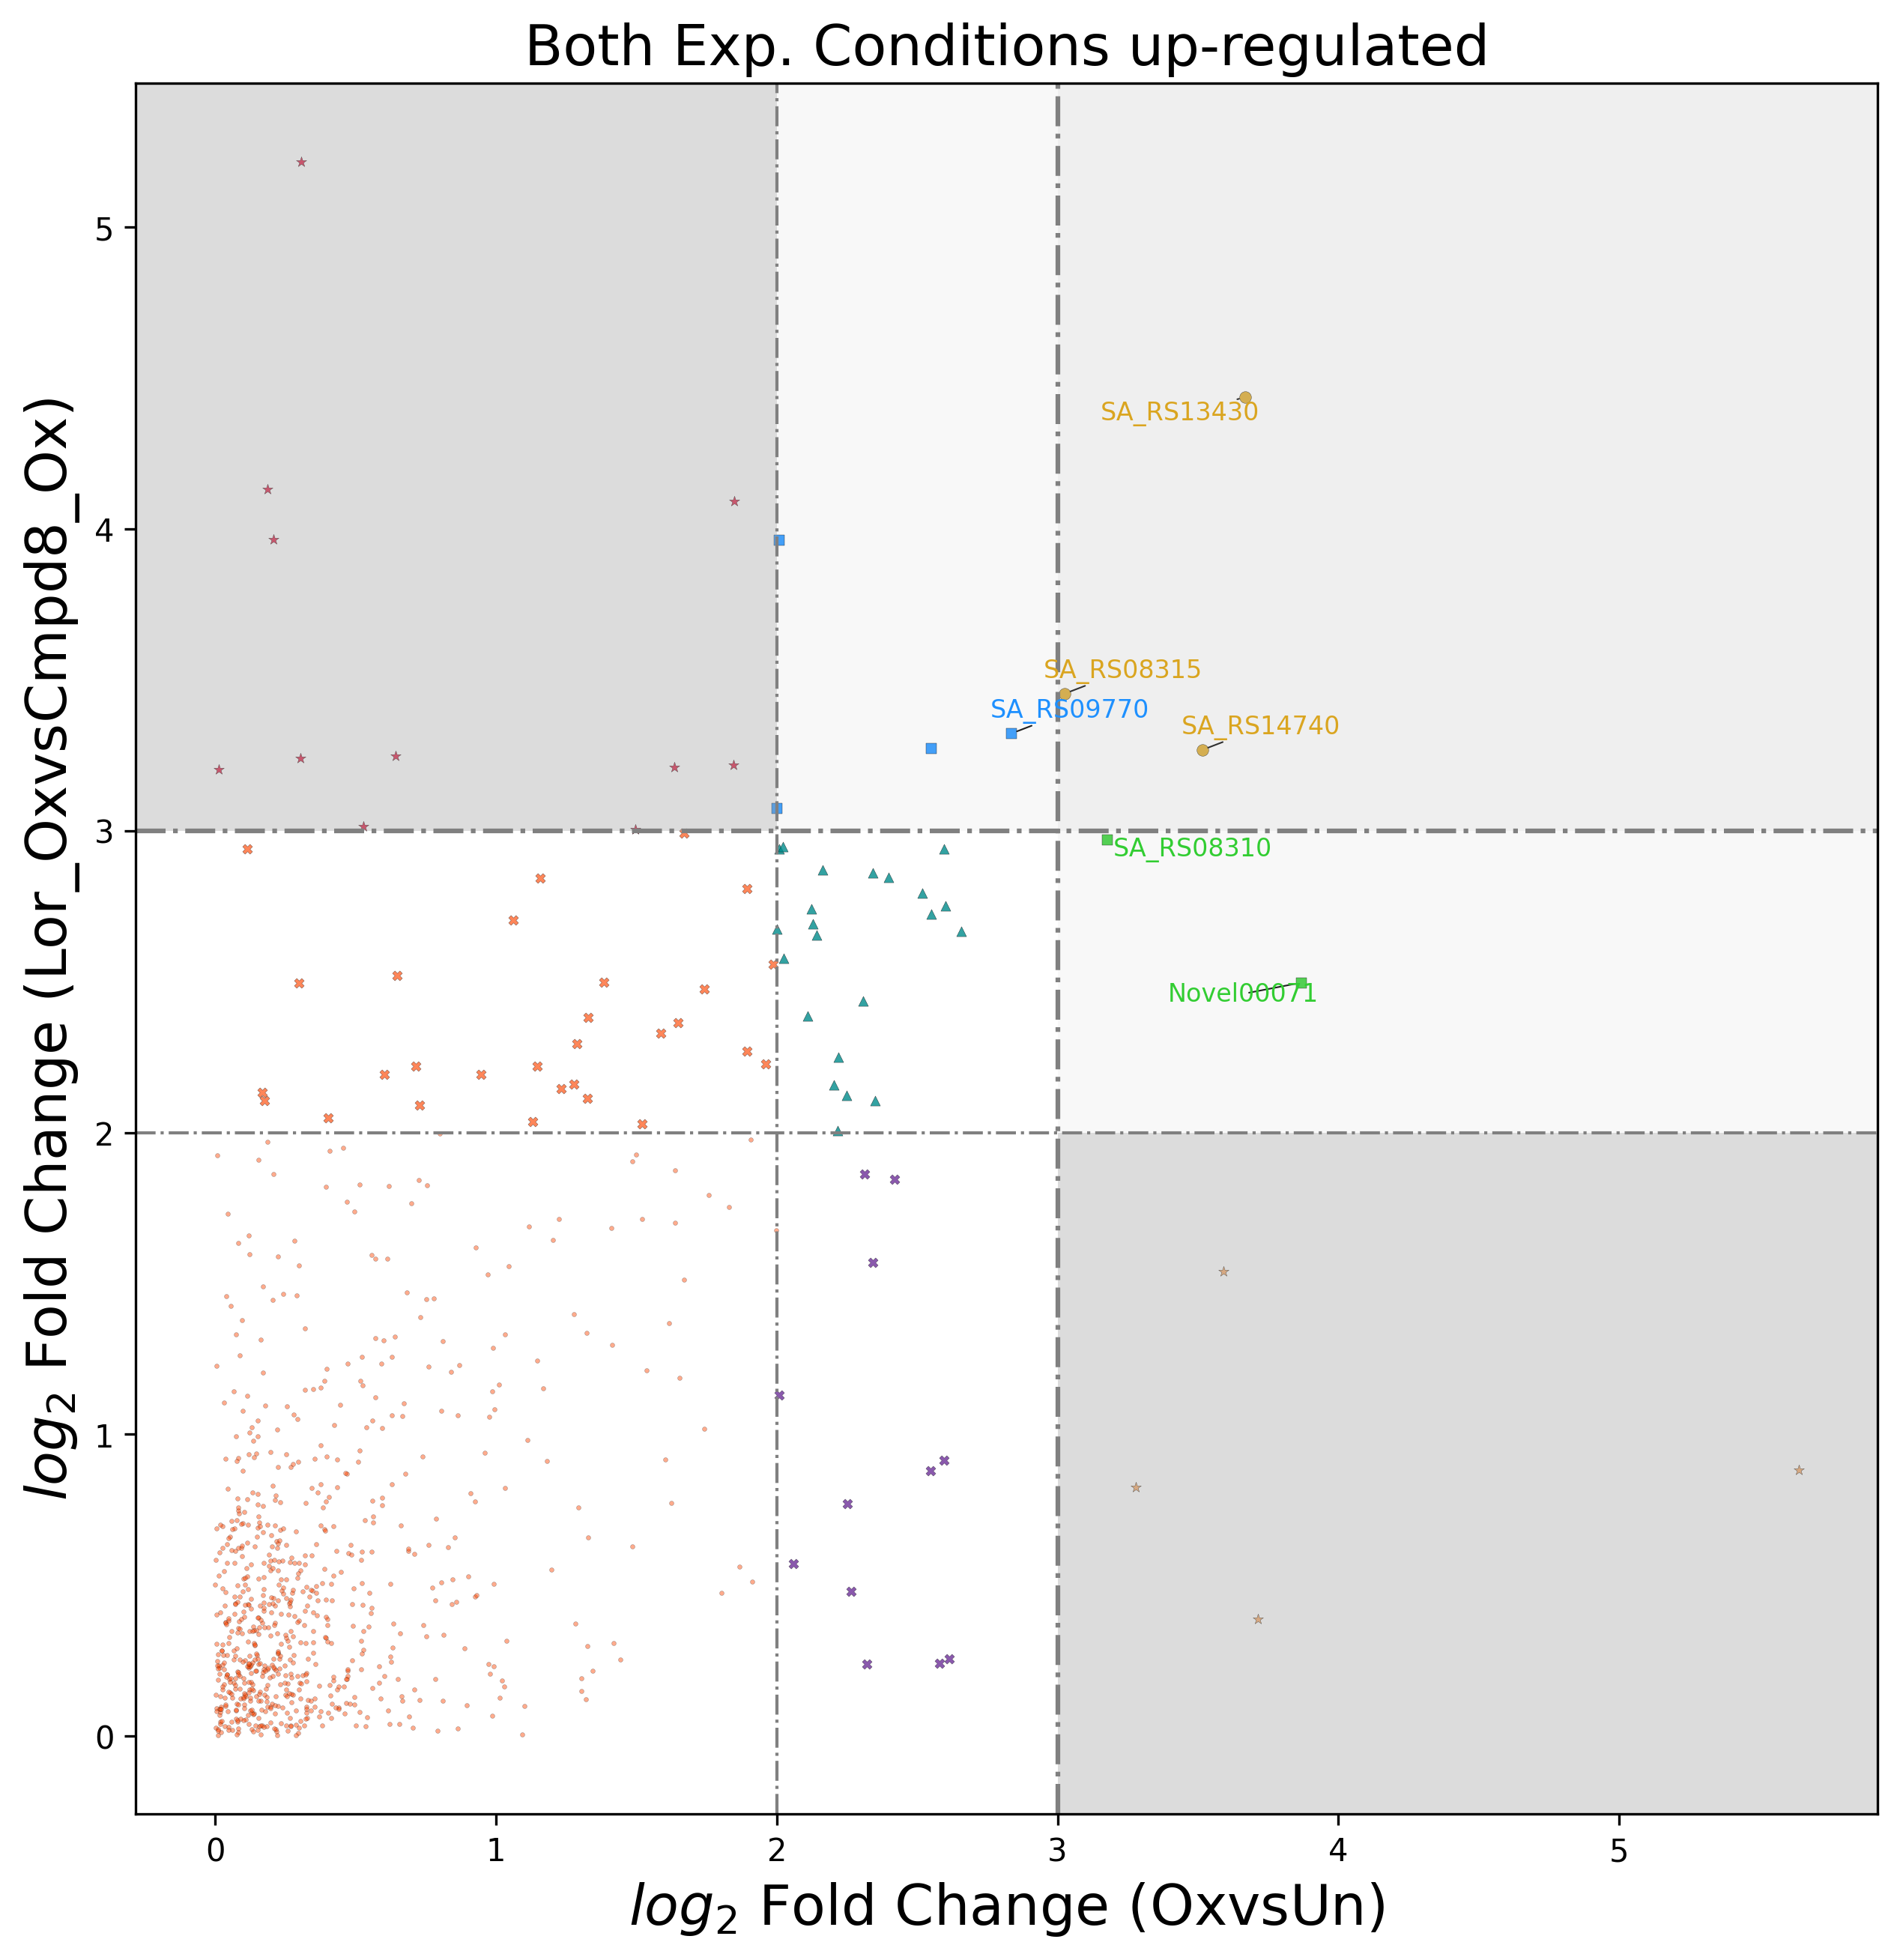 Both Exp. Conditions up-regulated
log2 Fold Change (Lor_OxvsCmpd8_Ox)
5
4
3
2
1
0
SA_RS13430
SA_RS08315
SA_RS09770
SA_RS14740
SA_RS08310
Novel00071
0 1 2 3 4 5
log2 Fold Change (OxvsUn)